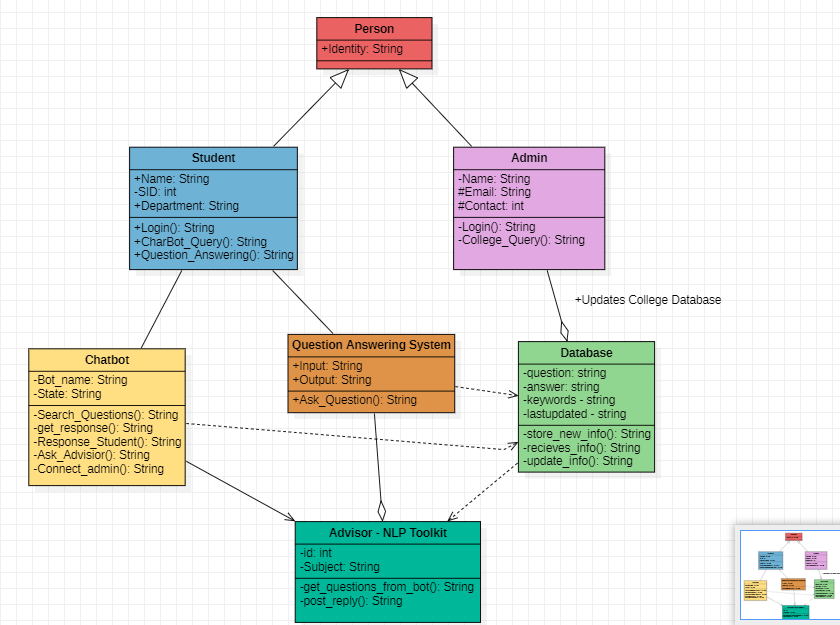 Person
+Identity: String
Student
+Name: String
-SID: int
+Department: String
+Login(): String
+CharBot_Query(): String
+Question_Answering(): String
Admin
-Name: String
#Email: String
#Contact: int
-Login(): String
-College_Query(): String
+Updates College Database
Chatbot
-Bot_name: String
-State: String
-Search_Questions(): String
-get_response(): String
-Response_Student(): String
-Ask_Advisior(): String
-Connect_admin(): String
Question Answering System
+Input: String
+Output: String
+Ask_Question(): String
Database
-question: string
-answer: string
-keywords - string
-lastupdated - string
-store_new_info(): String
-recieves_info(): String
-update_info(): String
Advisor - NLP Toolkit
-id: int
-Subject: String
-get_questions_from_bot(): String
-post_reply(): String